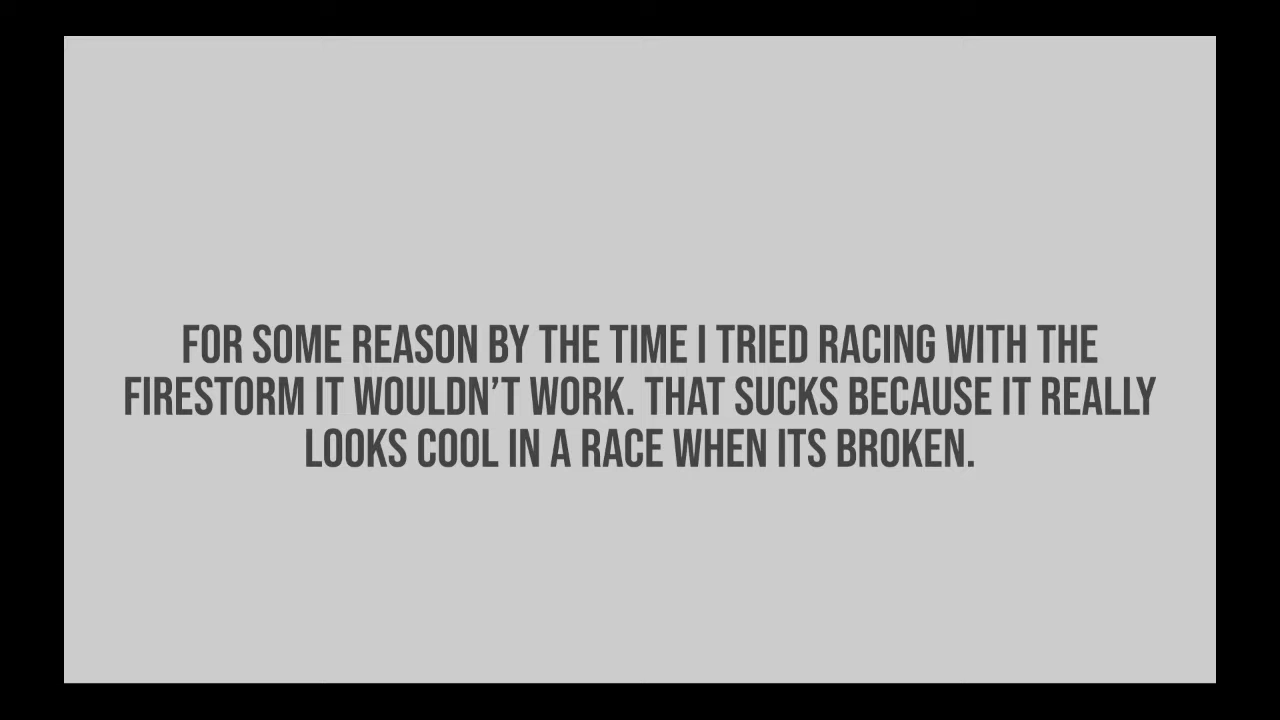 FOR SOME REASON BY THE TIME I TRIED RACING WITH THE
FIRESTORM IT WOULDN’T WORK. THAT SUCKS BECAUSE IT REALLY
LOOKS COOL IN A RACE WHEN ITS BROKEN.